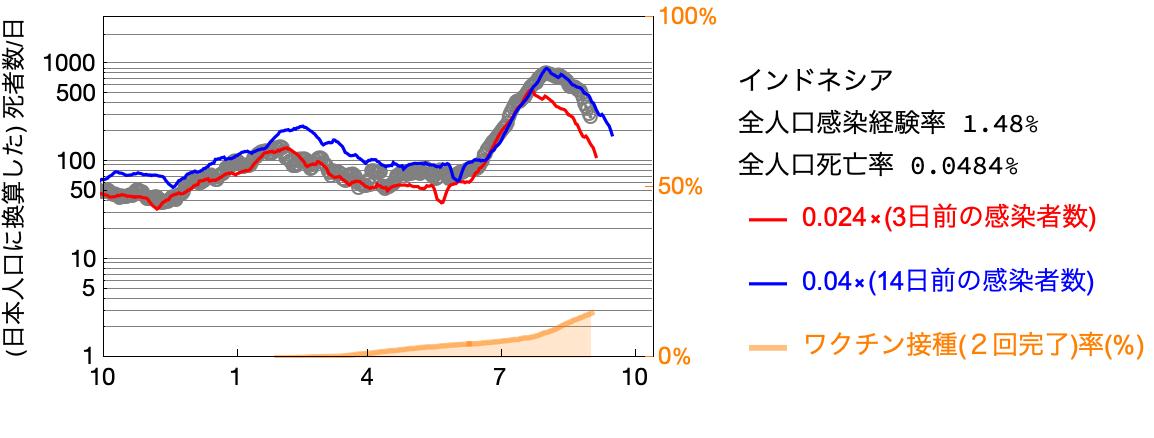 (日本人口に換算した) 死者数/日
1000
500
100
50
10
5
1
100%
50%
0%
10
1
4
7
10
インドネシア
全人口感染経験率 1.48%
全人口死亡率 0.0484%
0.024×(3日前の感染者数)
0.04×(14日前の感染者数)
ワクチン接種(２回完了)率(%)